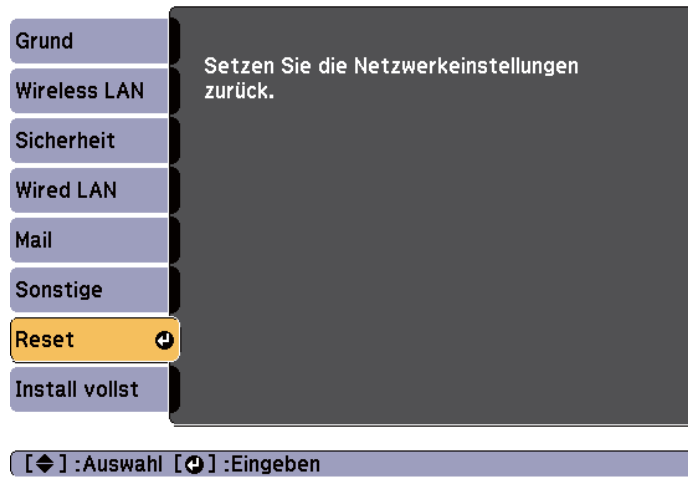 Grund
Wireless LAN
Sicherheit
Wired LAN
Mail
Sonstige
Reset
Install vollst
Setzen Sie die Netzwerkeinstellungen
zurück.
[◆] :Auswahl [⏎] :Eingeben